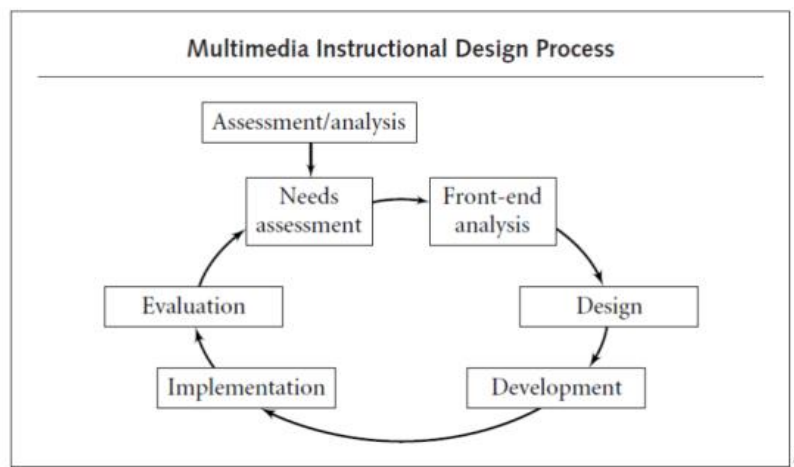 Multimedia Instructional Design Process
Assessment/analysis
Needs
assessment
Front-end
analysis
Evaluation
Design
Implementation
Development